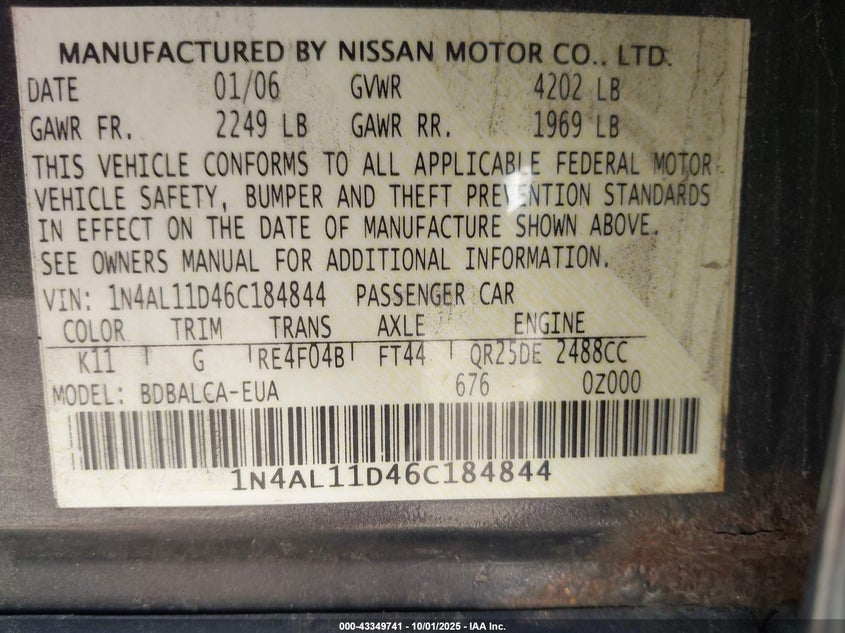 MANUFACTURED BY NISSAN MOTOR CO., LTD.
DATE 01/06 GVWR 4202 LB
GAWR FR. 2249 LB GAWR RR. 1969 LB
THIS VEHICLE CONFORMS TO ALL APPLICABLE FEDERAL MOTOR
VEHICLE SAFETY, BUMPER AND THEFT PREVENTION STANDARDS
IN EFFECT ON THE DATE OF MANUFACTURE SHOWN ABOVE.
SEE OWNERS MANUAL FOR ADDITIONAL INFORMATION.
VIN: 1N4AL11D46C184844 PASSENGER CAR
COLOR TRIM TRANS AXLE ENGINE
K11 G RE4F04B FT44 QR25DE 2488CC
MODEL: BDBALCA-EUA 676 0Z000
1N4AL11D46C184844
000-43349741 - 10/01/2025 - IAA Inc.